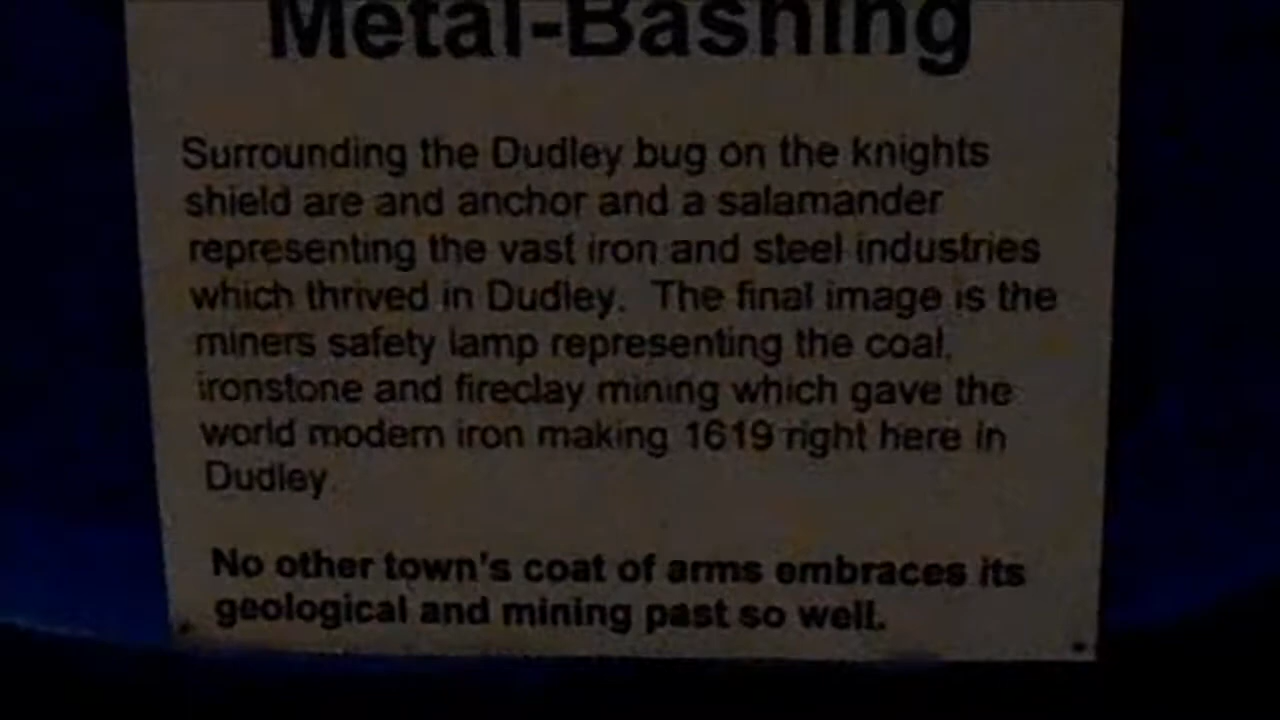 Metal-Bashing
Surrounding the Dudley bug on the knights
shield are and anchor and a salamander
representing the vast iron and steel industries
which thrived in Dudley. The final image is the
miners safety lamp representing the coal,
ironstone and fireclay mining which gave the
world modern iron making 1619 right here in
Dudley.
No other town's coat of arms embraces its
geological and mining past so well.